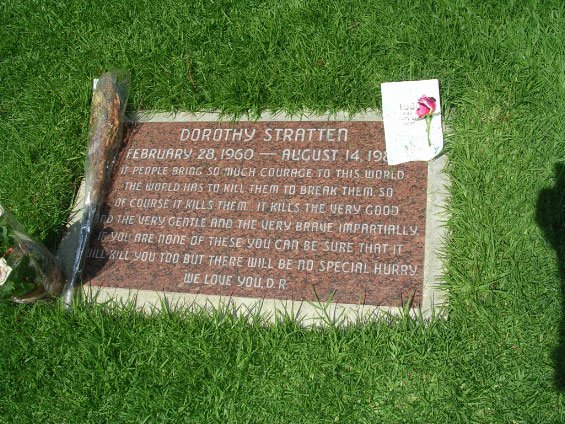 DOROTHY STRATTEN
FEBRUARY 28, 1960 — AUGUST 14, 198
IF PEOPLE BRING SO MUCH COURAGE TO THIS WORLD
THE WORLD HAS TO KILL THEM TO BREAK THEM, SO
OF COURSE IT KILLS THEM. IT KILLS THE VERY GOOD
AND THE VERY GENTLE AND THE VERY BRAVE IMPARTIALLY.
IF YOU ARE NONE OF THESE YOU CAN BE SURE THAT IT
WILL KILL YOU TOO BUT THERE WILL BE NO SPECIAL HURRY
WE LOVE YOU, D.R.